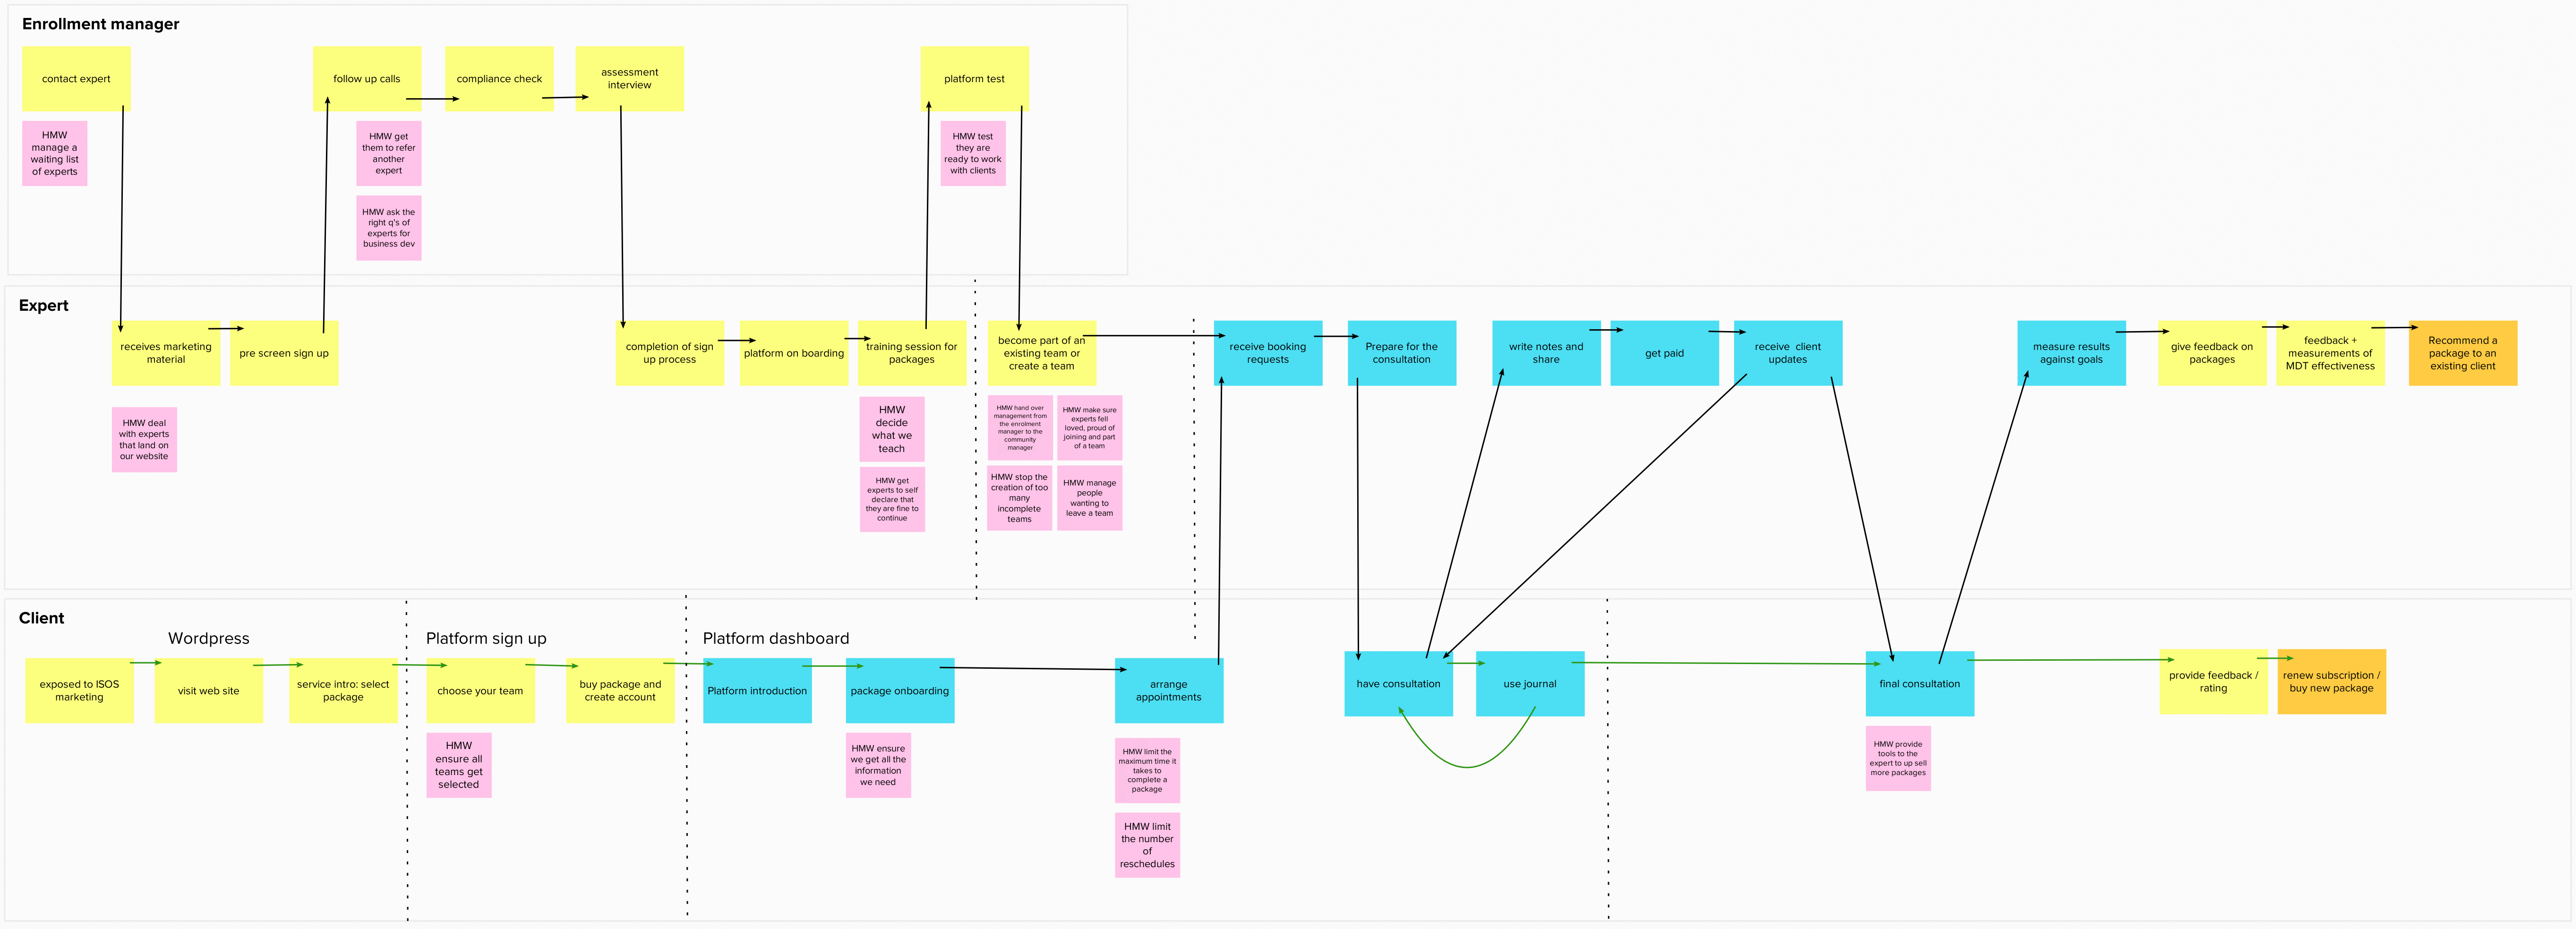 Enrollment manager
contact expert
follow up calls
compliance check
assessment
interview
platform test
HMW
manage a
waiting list
of experts
HMW get
them to refer
another
expert
HMW test
they are
ready to work
with clients
HMW ask the
right q's of
experts for
business dev
Expert
receives marketing
material
pre screen sign up
completion of sign
up process
platform on boarding
training session for
packages
become part of an
existing team or
create a team
receive booking
requests
Prepare for the
consultation
write notes and
share
get paid
receive client
updates
measure results
against goals
give feedback on
packages
feedback +
measurements of
MDT effectiveness
Recommend a
package to an
existing client
HMW deal
with experts
that land on
our website
HMW
decide
what we
teach
HMW hand over
management from
the enrolment
manager to the
community
manager
HMW make sure
experts fell
loved, proud of
joining and part
of a team
HMW get
experts to self
declare that
they are fine to
continue
HMW stop the
creation of too
many
incomplete
teams
HMW manage
people
wanting to
leave a team
Client
Wordpress
Platform sign up
Platform dashboard
exposed to ISOS
marketing
visit web site
service intro: select
package
choose your team
buy package and
create account
Platform introduction
package onboarding
arrange
appointments
have consultation
use journal
final consultation
provide feedback /
rating
renew subscription /
buy new package
HMW
ensure all
teams get
selected
HMW ensure
we get all the
information
we need
HMW limit the
maximum time it
takes to
complete a
package
HMW provide
tools to the
expert to up sell
more packages
HMW limit
the number
of
reschedules